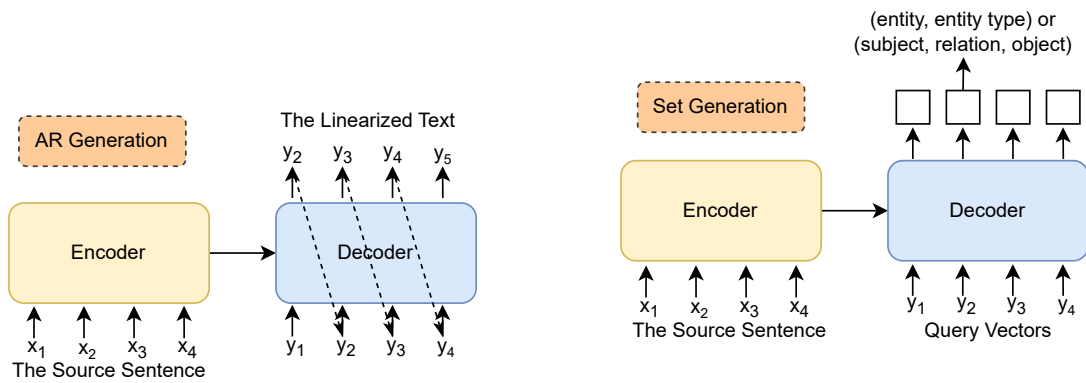 AR Generation
The Linearized Text
y2 y3 y4 y5
Encoder
Decoder
x1 x2 x3 x4
y1 y2 y3 y4
The Source Sentence
(entity, entity type) or
(subject, relation, object)
Set Generation
Encoder
Decoder
x1 x2 x3 x4
The Source Sentence
y1 y2 y3 y4
Query Vectors